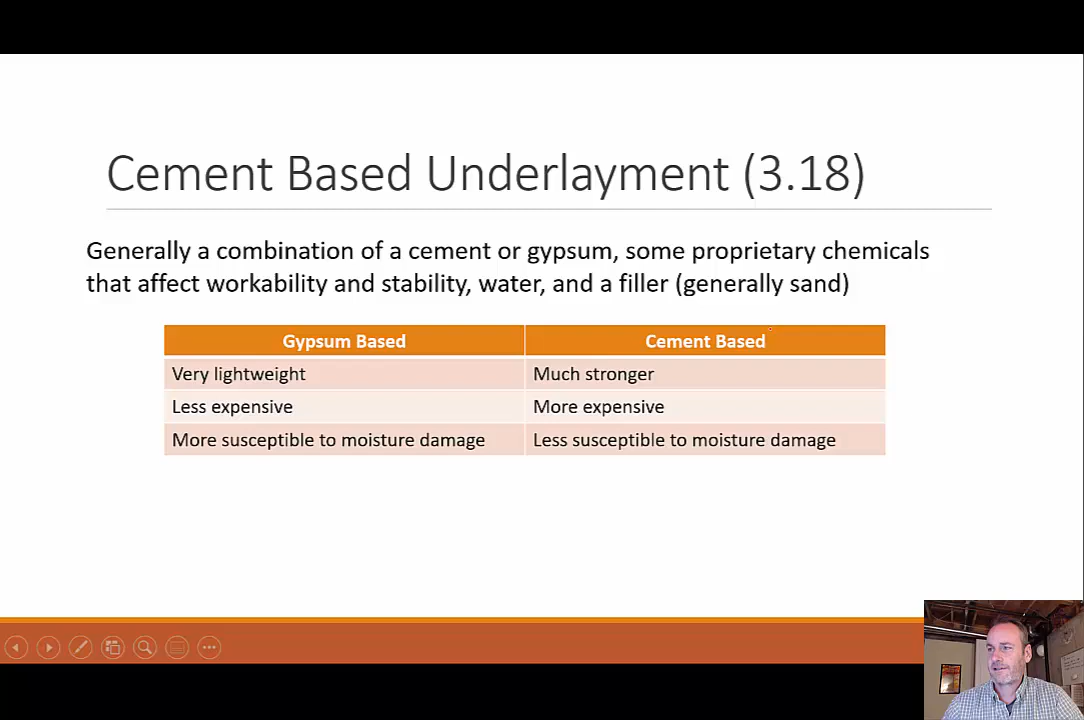 Cement Based Underlayment (3.18)
Generally a combination of a cement or gypsum, some proprietary chemicals
that affect workability and stability, water, and a filler (generally sand)
Gypsum Based Cement Based
Very lightweight Much stronger
Less expensive More expensive
More susceptible to moisture damage Less susceptible to moisture damage